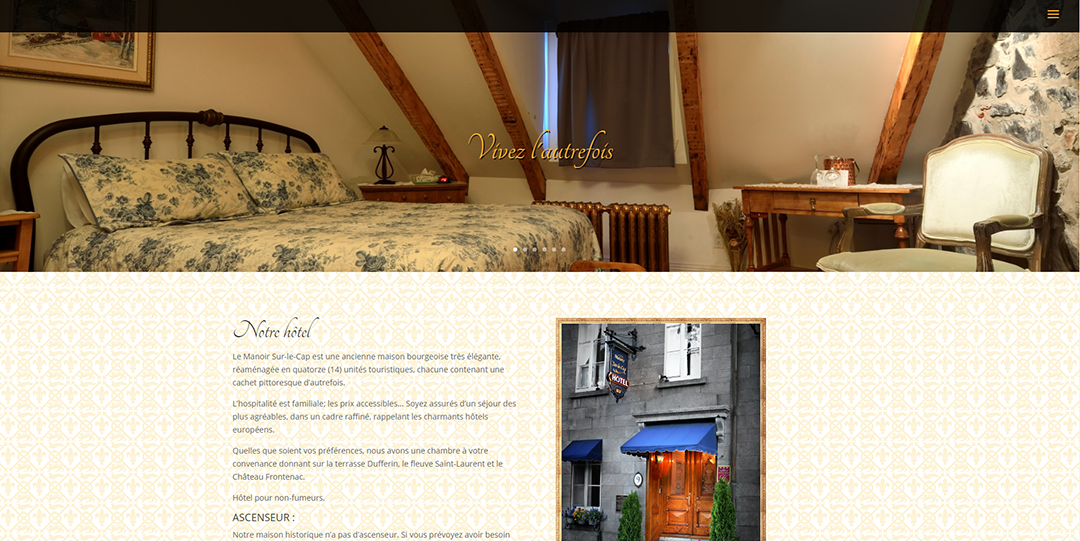 Vivez l'autrefois
Notre hôtel
Le Manoir Sur-le-Cap est une ancienne maison bourgeoise très élégante,
réaménagée en quatorze (14) unités touristiques, chacune contenant une
cachet pittoresque d’autrefois.
L’hospitalité est familiale; les prix accessibles… Soyez assurés d’un séjour des
plus agréables, dans un cadre raffiné, rappelant les charmants hôtels
européens.
Quelles que soient vos préférences, nous avons une chambre à votre
convenance donnant sur la terrasse Dufferin, le fleuve Saint-Laurent et le
Château Frontenac.
Hôtel pour non-fumeurs.
ASCENSEUR :
Notre maison historique n’a pas d’ascenseur. Si vous prévoyez avoir besoin
HOTEL